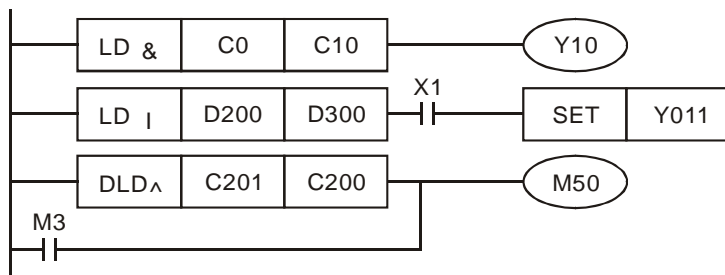 LD & C0 C10 Y10
X1
LD | D200 D300 SET Y011
DLD^ C201 C200 M50
M3